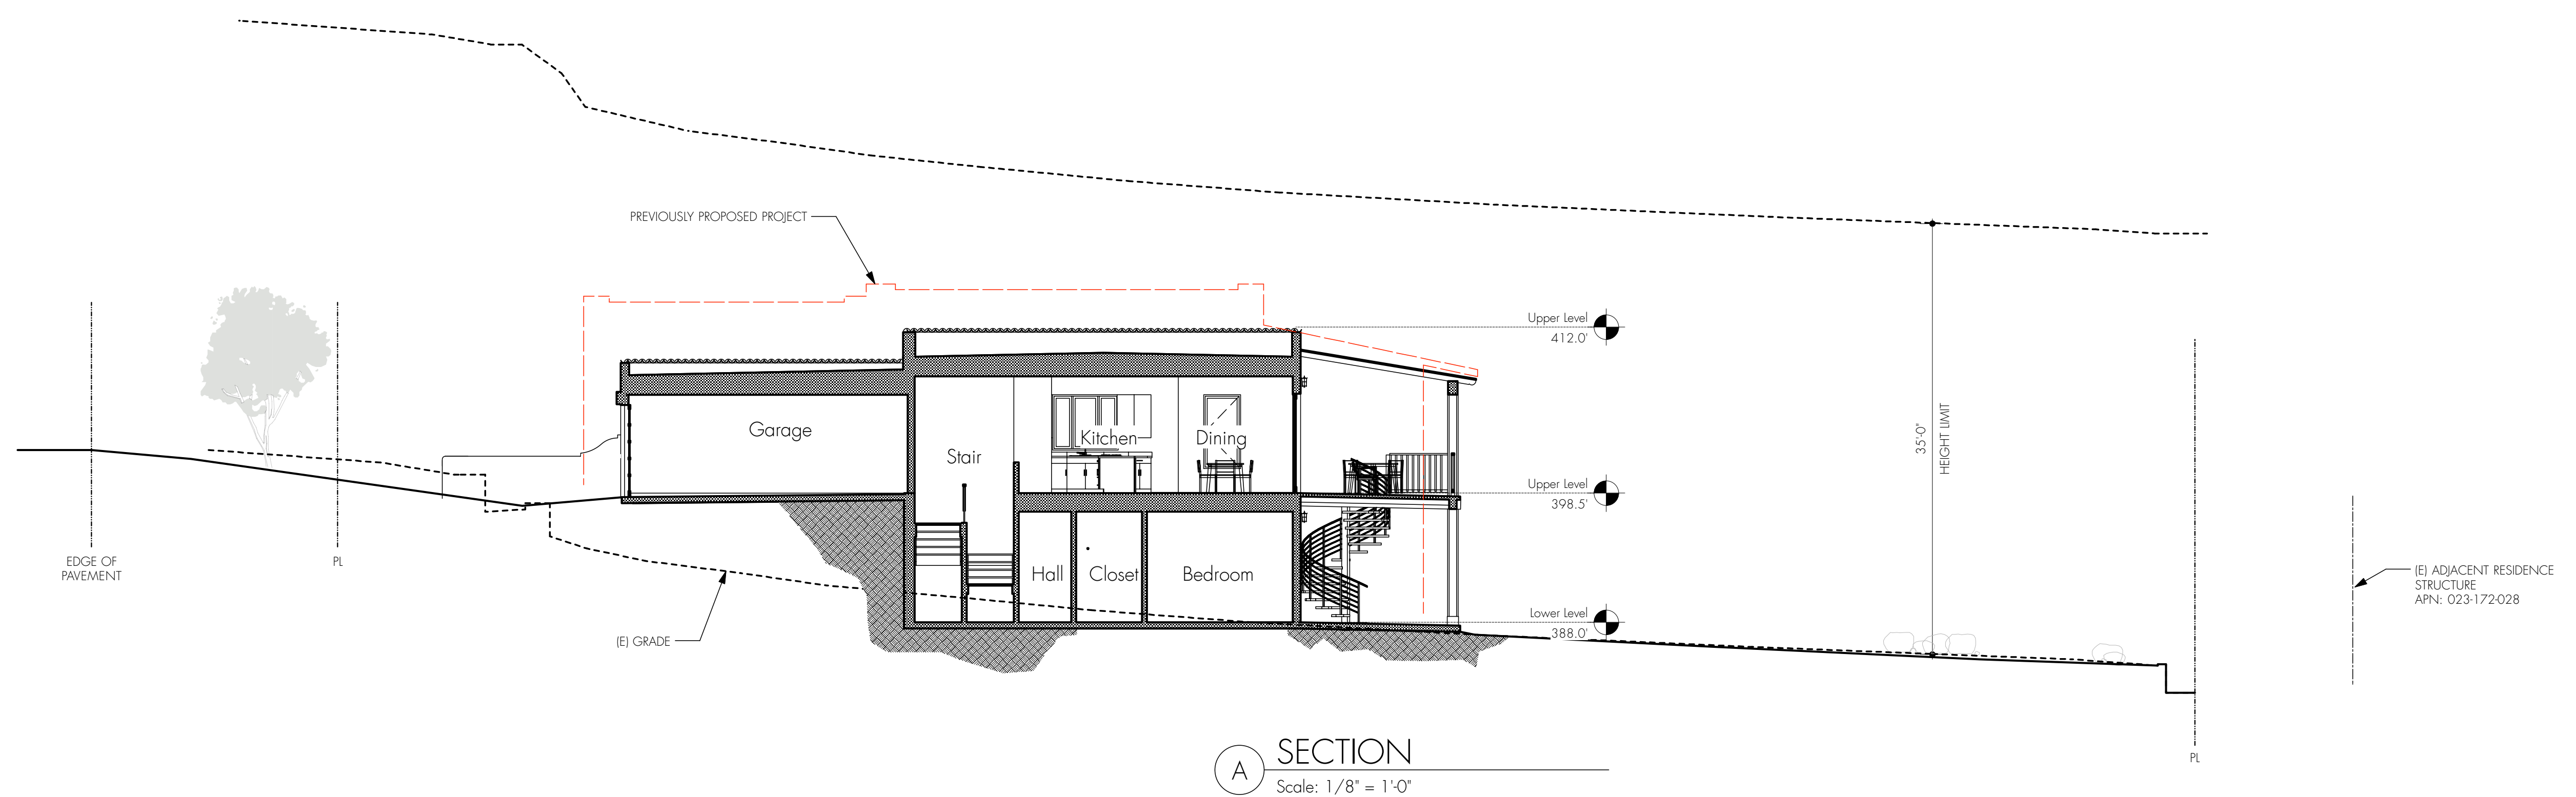 PREVIOUSLY PROPOSED PROJECT
Upper Level
412.0'
35'-0"
HEIGHT LIMIT
Garage
Kitchen
Dining
Stair
Upper Level
398.5'
EDGE OF
PAVEMENT
PL
Hall
Closet
Bedroom
(E) ADJACENT RESIDENCE
STRUCTURE
APN: 023-172-028
Lower Level
388.0'
(E) GRADE
A
SECTION
Scale: 1/8" = 1'-0"
PL